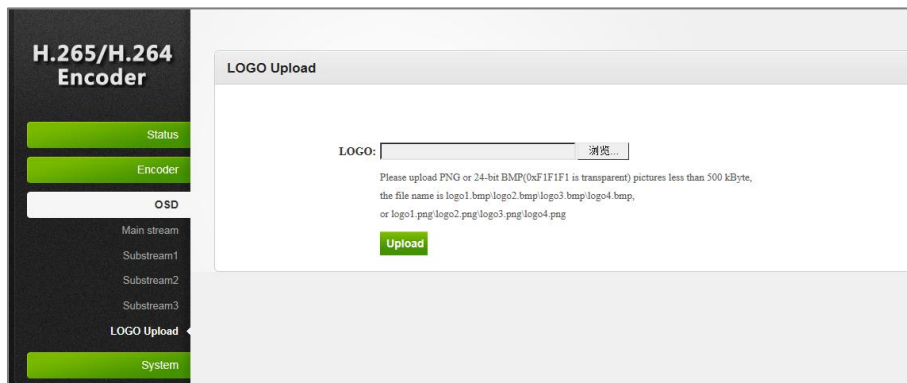 H.265/H.264
Encoder
Status
Encoder
OSD
Main stream
Substream1
Substream2
Substream3
LOGO Upload
System
LOGO Upload
LOGO:
浏览...
Please upload PNG or 24-bit BMP(0xF1F1F1 is transparent) pictures less than 500 kByte,
the file name is logo1.bmp\logo2.bmp\logo3.bmp\logo4.bmp,
or logo1.png\logo2.png\logo3.png\logo4.png
Upload